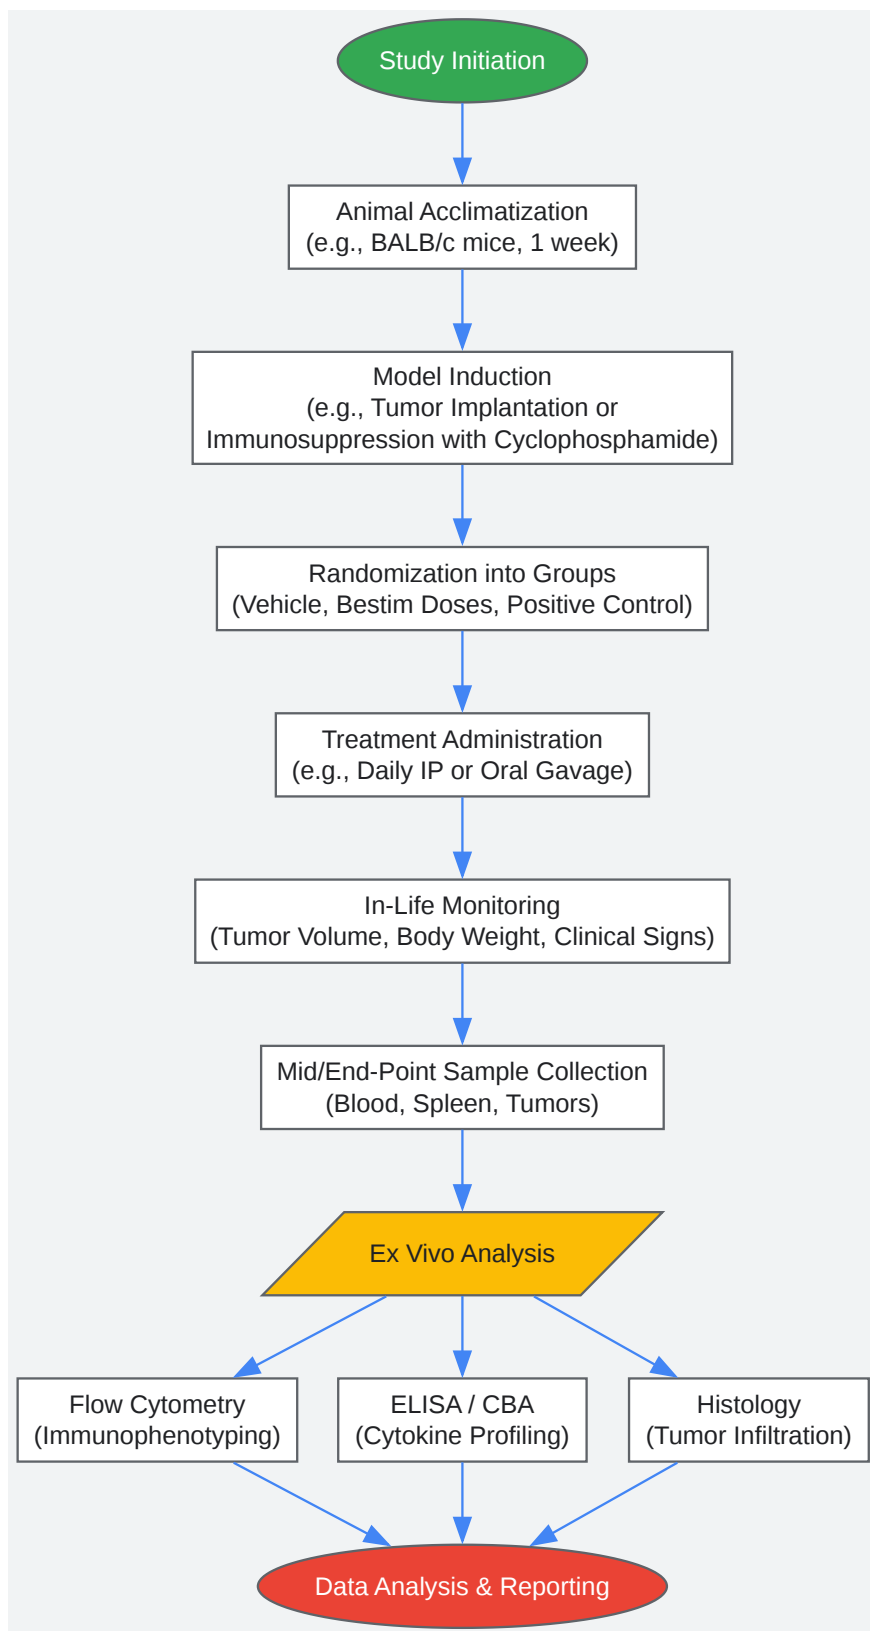 Study Initiation
Animal Acclimatization
(e.g., BALB/c mice, 1 week)
Model Induction
(e.g., Tumor Implantation or
Immunosuppression with Cyclophosphamide)
Randomization into Groups
(Vehicle, Bestim Doses, Positive Control)
Treatment Administration
(e.g., Daily IP or Oral Gavage)
In-Life Monitoring
(Tumor Volume, Body Weight, Clinical Signs)
Mid/End-Point Sample Collection
(Blood, Spleen, Tumors)
Ex Vivo Analysis
Flow Cytometry
(Immunophenotyping)
ELISA / CBA
(Cytokine Profiling)
Histology
(Tumor Infiltration)
Data Analysis & Reporting